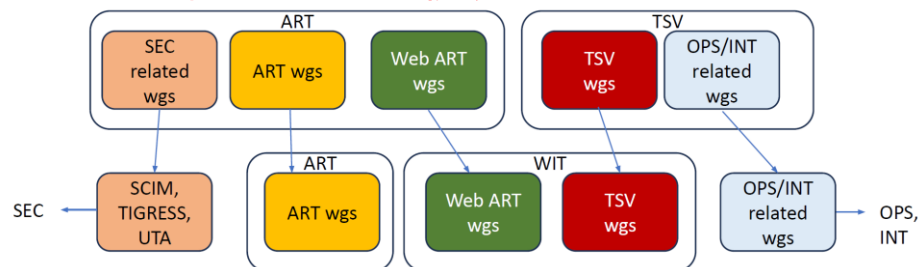 ART
TSV
SEC
related
wgs
ART wgs
Web ART
wgs
TSV
wgs
OPS/INT
related
wgs
ART
WIT
SEC
SCIM,
TIGRESS,
UTA
ART wgs
Web ART
wgs
TSV
wgs
OPS/INT
related
wgs
OPS,
INT